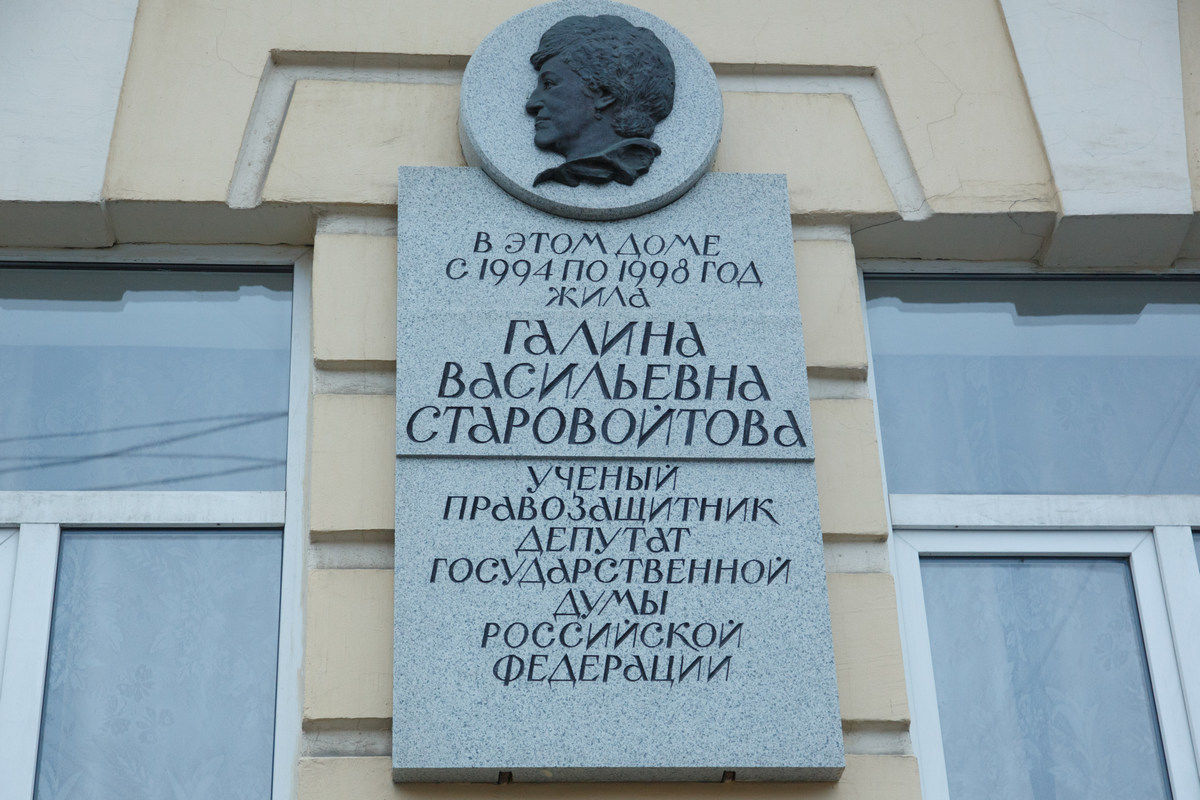 В ЭТОМ ДОМЕ
С 1994 ПО 1998 ГОД
ЖИЛА
ГАЛИНА
ВАСИЛЬЕВНА
СТАРОВОЙТОВА
УЧЕНЫЙ
ПРАВОЗАЩИТНИК
ДЕПУТАТ
ГОСУДАРСТВЕННОЙ
ДУМЫ
РОССИЙСКОЙ
ФЕДЕРАЦИИ